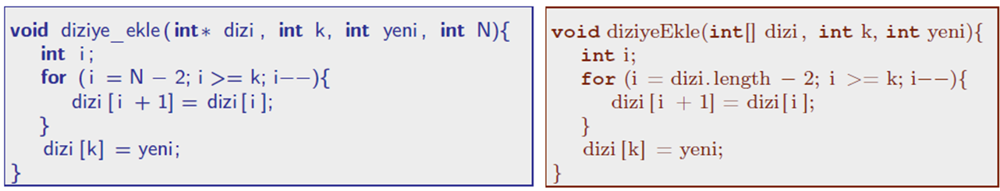 void diziye_ekle(int* dizi, int k, int yeni, int N){
int i;
for (i = N − 2; i >= k; i−−){
dizi[i + 1] = dizi[i];
}
dizi[k] = yeni;
}
void diziyeEkle(int[] dizi, int k, int yeni){
int i;
for (i = dizi.length − 2; i >= k; i−−){
dizi[i + 1] = dizi[i];
}
dizi[k] = yeni;
}